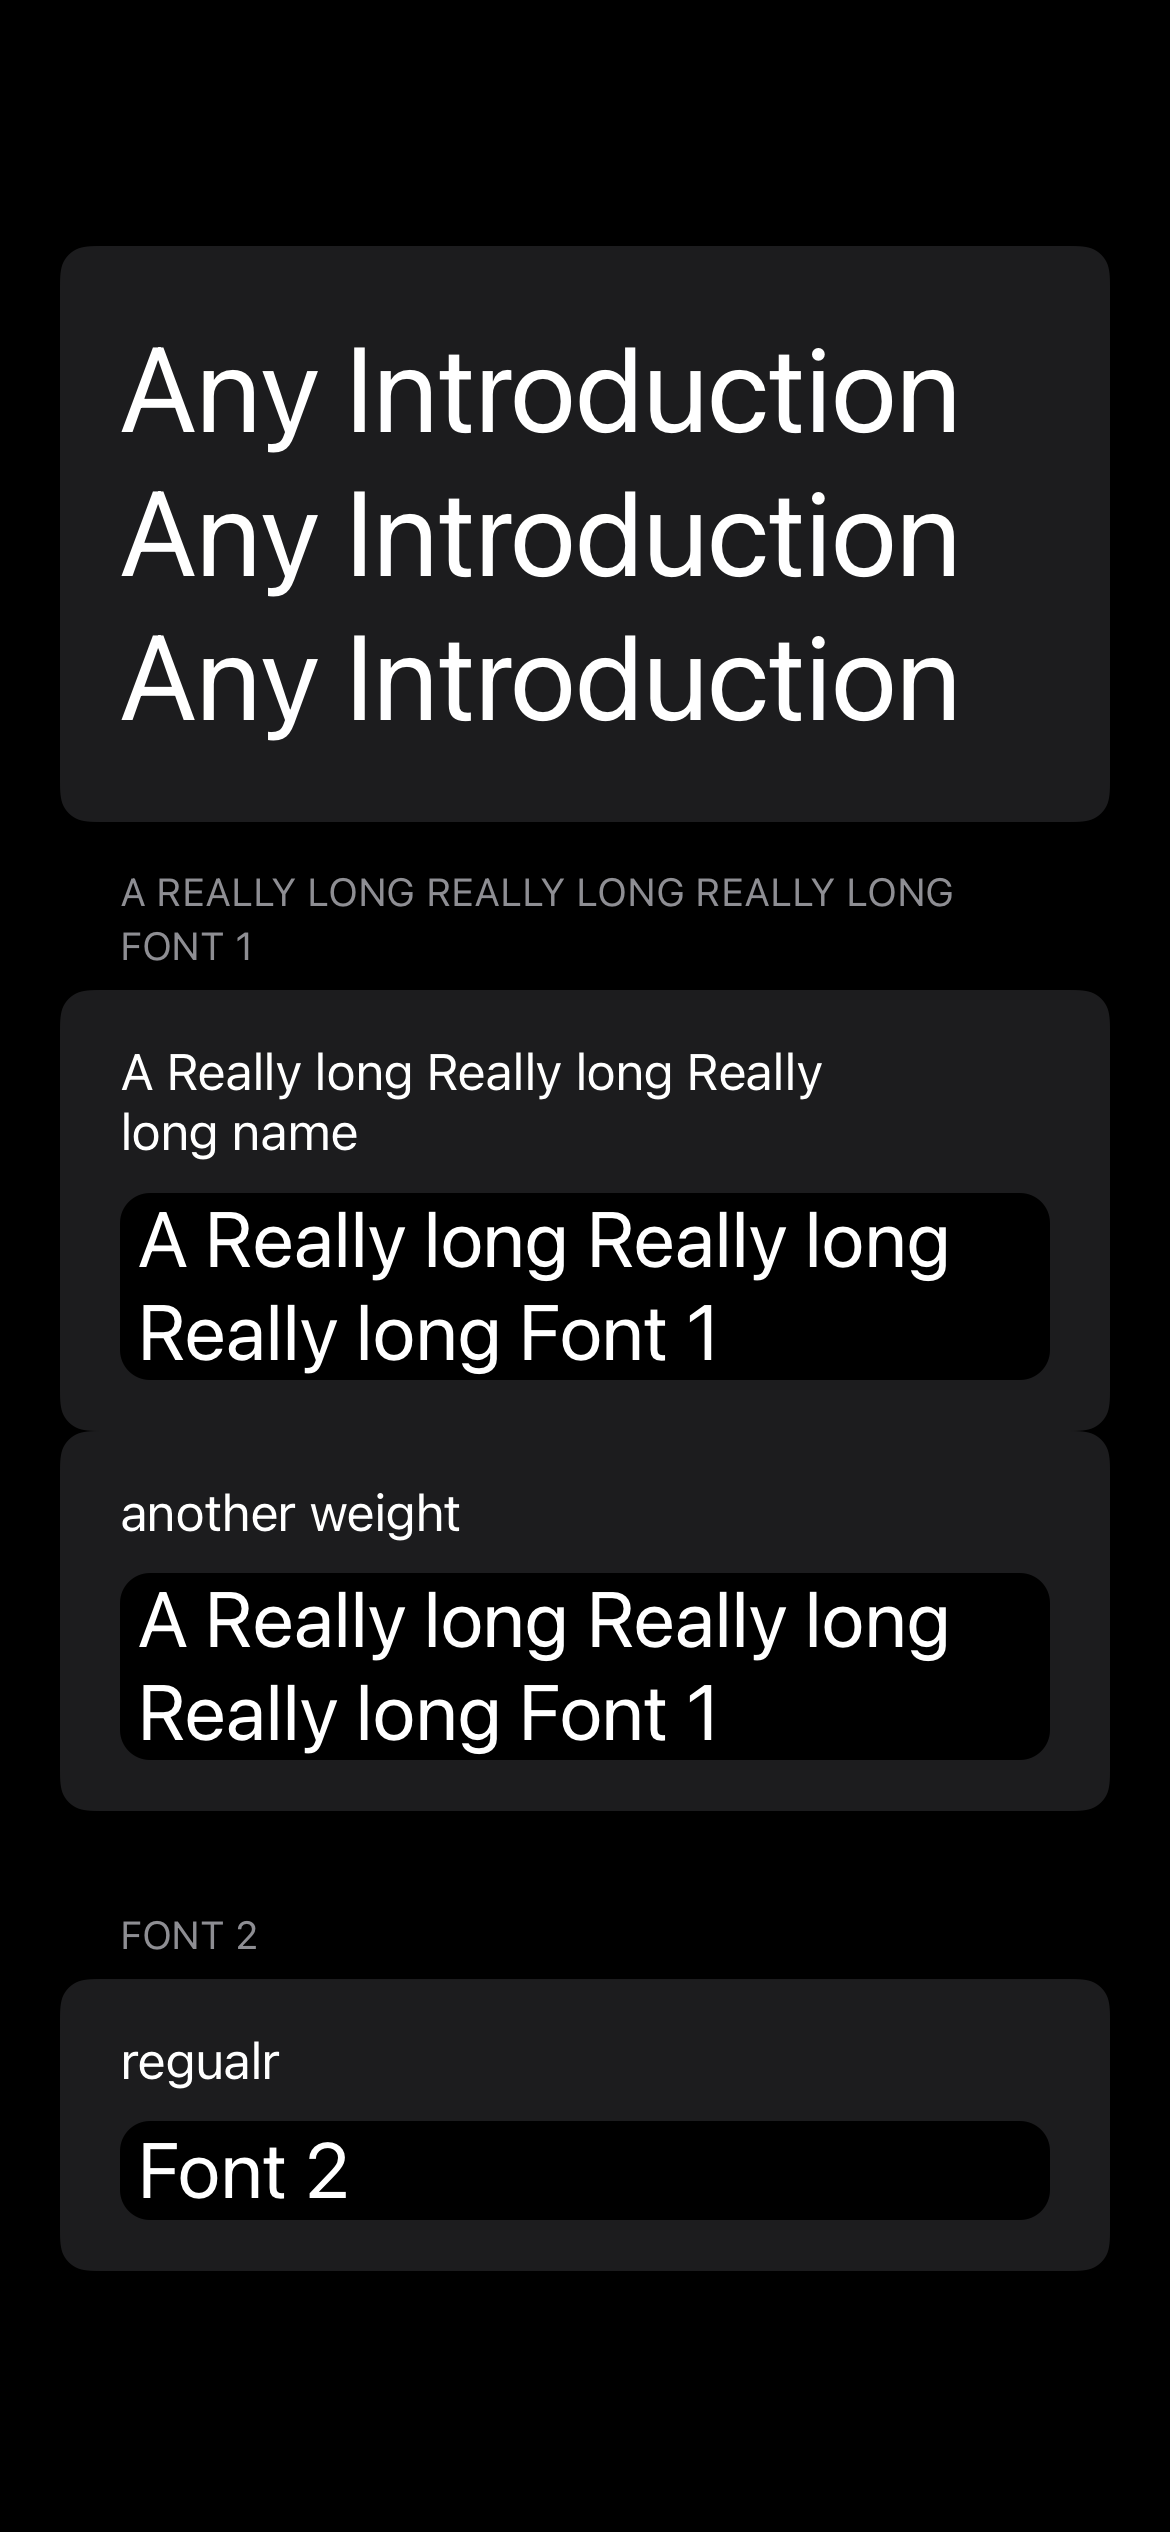 Any Introduction
Any Introduction
Any Introduction
A REALLY LONG REALLY LONG REALLY LONG
FONT 1
A Really long Really long Really
long name
A Really long Really long
Really long Font 1
another weight
A Really long Really long
Really long Font 1
FONT 2
regualr
Font 2